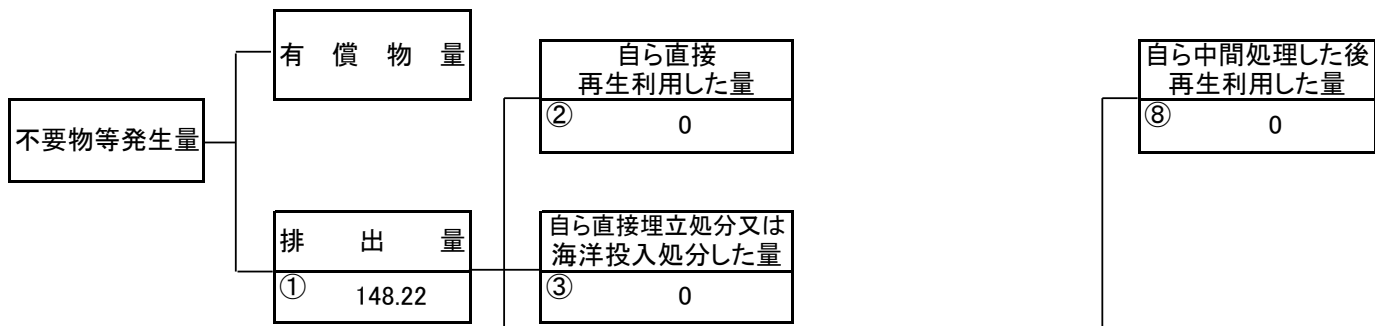 不要物等発生量
有償物量
排出量
① 148.22
自ら直接
再生利用した量
② 0
自ら直接埋立処分又は
海洋投入処分した量
③ 0
自ら中間処理した後
再生利用した量
⑧ 0